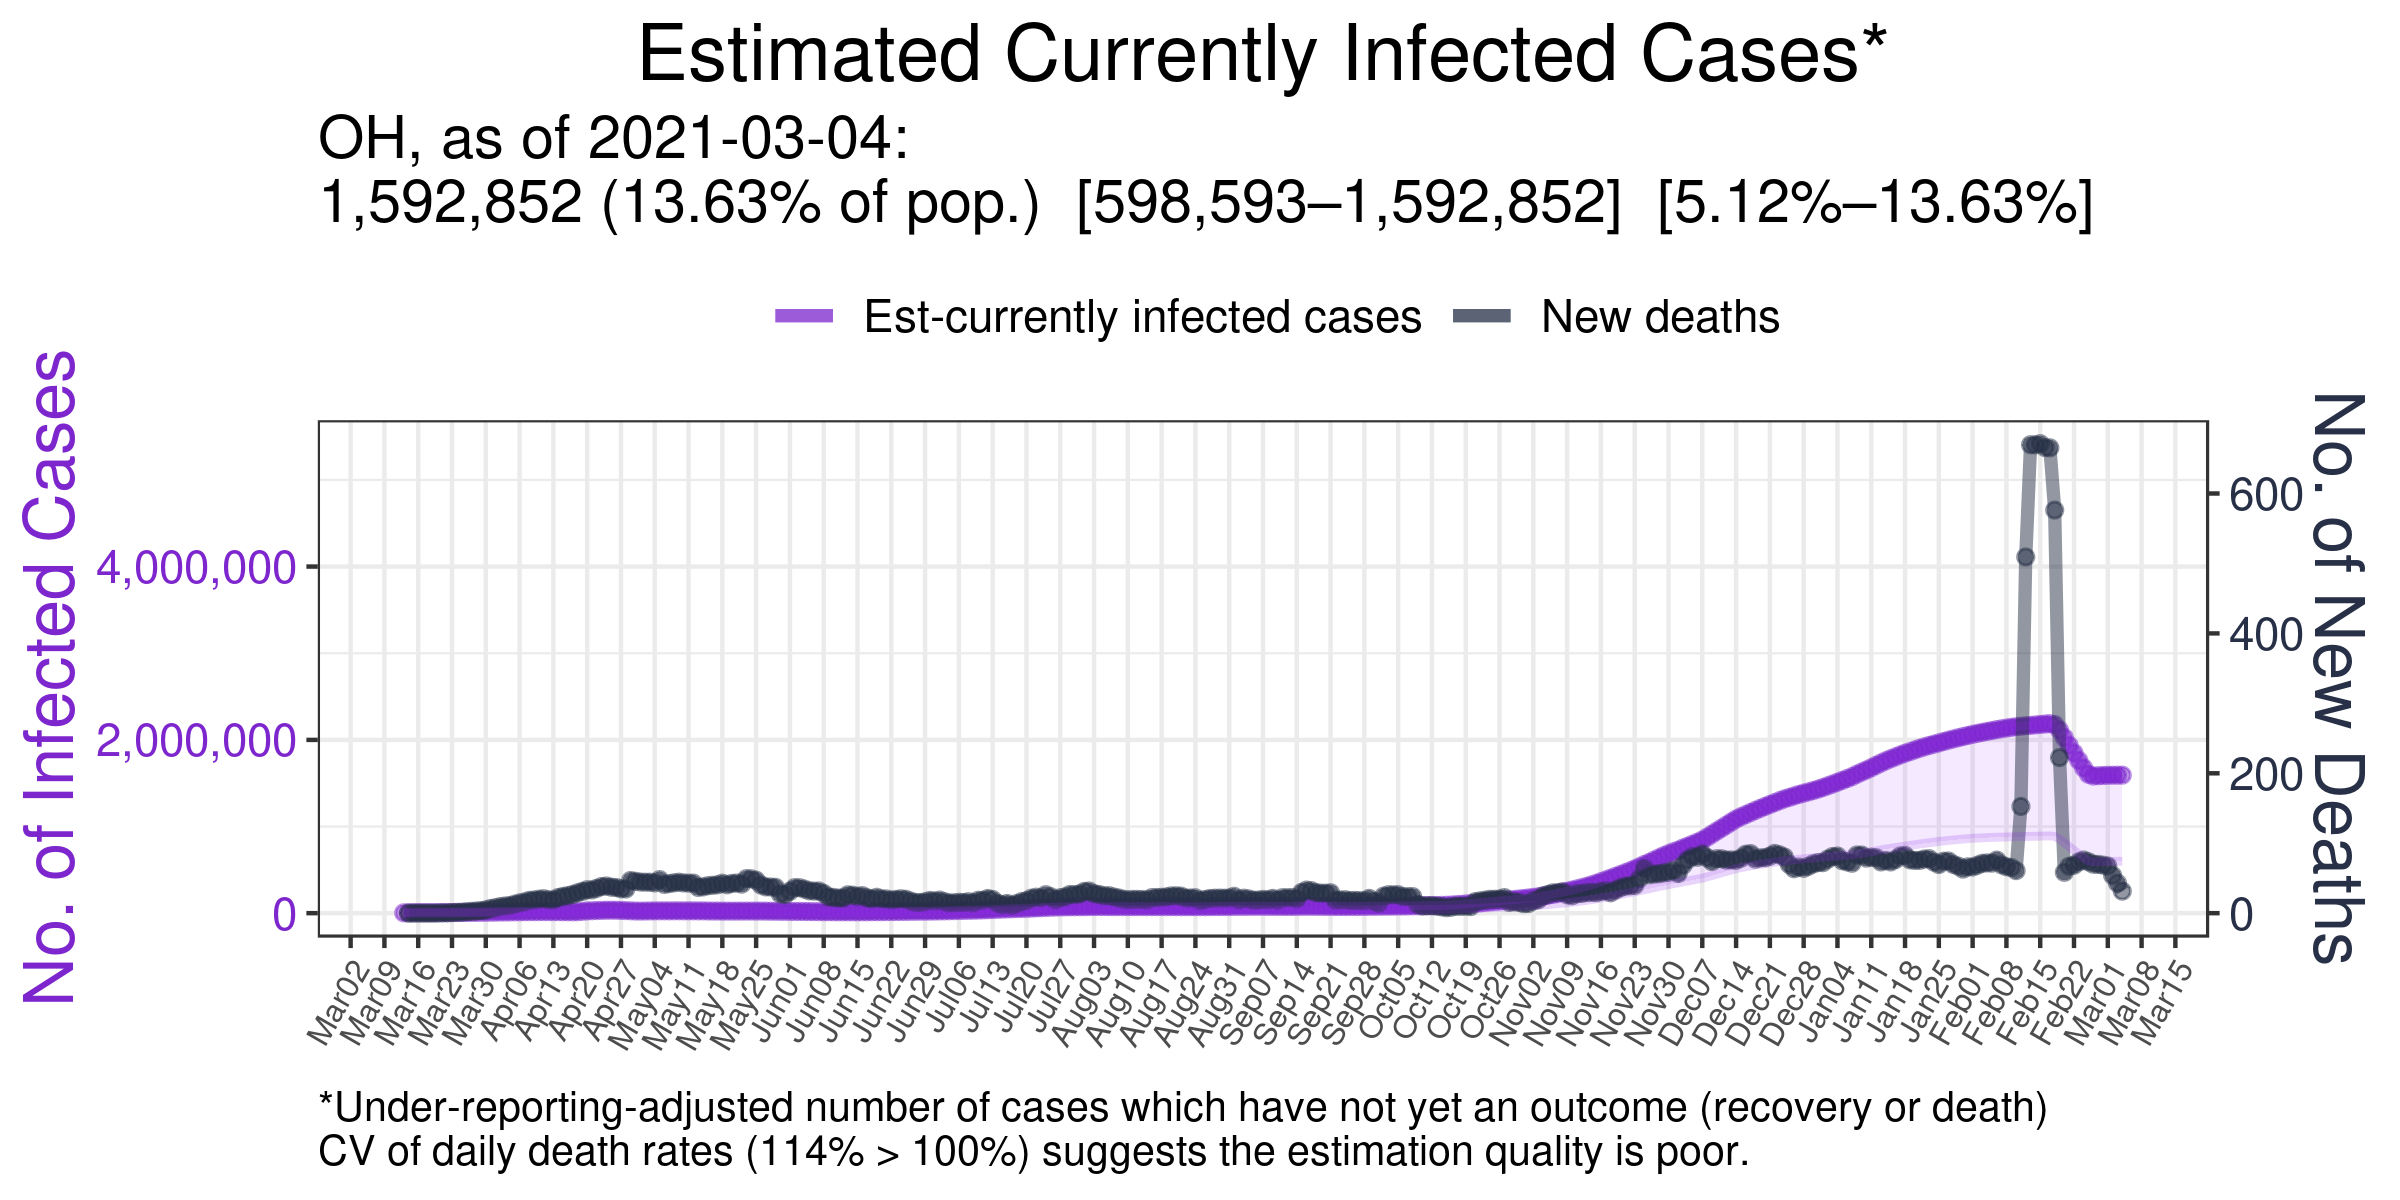 Estimated Currently Infected Cases*
OH, as of 2021-03-04:
1,592,852 (13.63% of pop.) [598,593–1,592,852] [5.12%–13.63%]
Est-currently infected cases
New deaths
No. of Infected Cases
4,000,000
2,000,000
0
600
400
200
0
No. of New Deaths
Mar02
Mar09
Mar16
Mar23
Mar30
Apr06
Apr13
Apr20
Apr27
May04
May11
May18
May25
Jun01
Jun08
Jun15
Jun22
Jun29
Jul06
Jul13
Jul20
Jul27
Aug03
Aug10
Aug17
Aug24
Aug31
Sep07
Sep14
Sep21
Sep28
Oct05
Oct12
Oct19
Oct26
Nov02
Nov09
Nov16
Nov23
Nov30
Dec07
Dec14
Dec21
Dec28
Jan04
Jan11
Jan18
Jan25
Feb01
Feb08
Feb15
Feb22
Mar01
Mar08
Mar15
*Under-reporting-adjusted number of cases which have not yet an outcome (recovery or death)
CV of daily death rates (114% > 100%) suggests the estimation quality is poor.